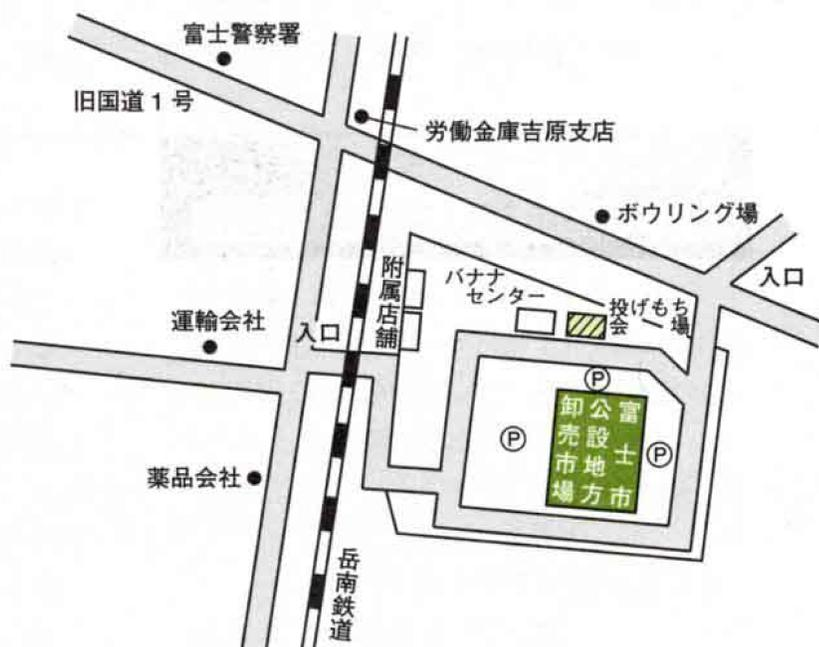 富士警察署
旧国道1号
労働金庫吉原支店
ボウリング場
入口
附属店舗
バナナ
センター
投げもち
会場
運輸会社
入口
Ⓟ
Ⓟ
Ⓟ
富士市
公設地方
卸売市場
薬品会社
岳南鉄道